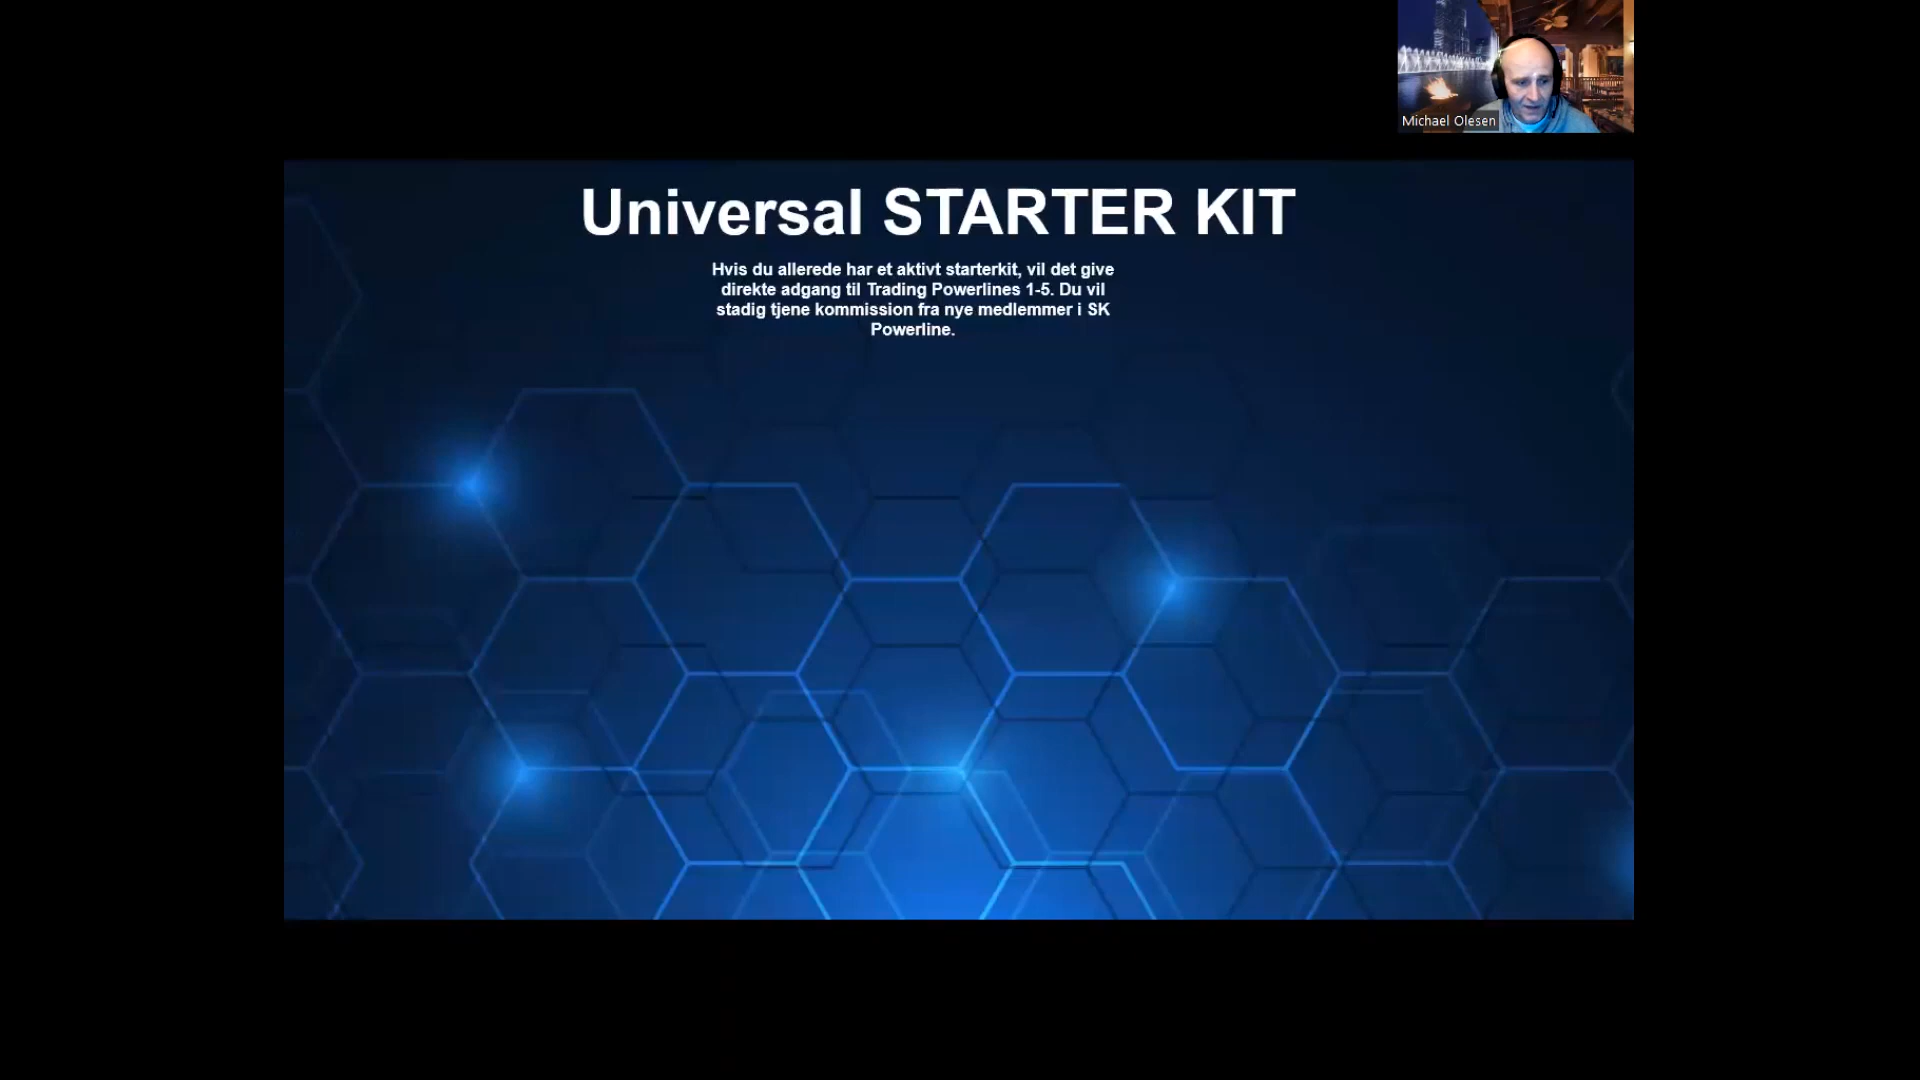 Michael Olesen
Universal STARTER KIT
Hvis du allerede har et aktivt starterkit, vil det give
direkte adgang til Trading Powerlines 1-5. Du vil
stadig tjene kommission fra nye medlemmer i SK
Powerline.